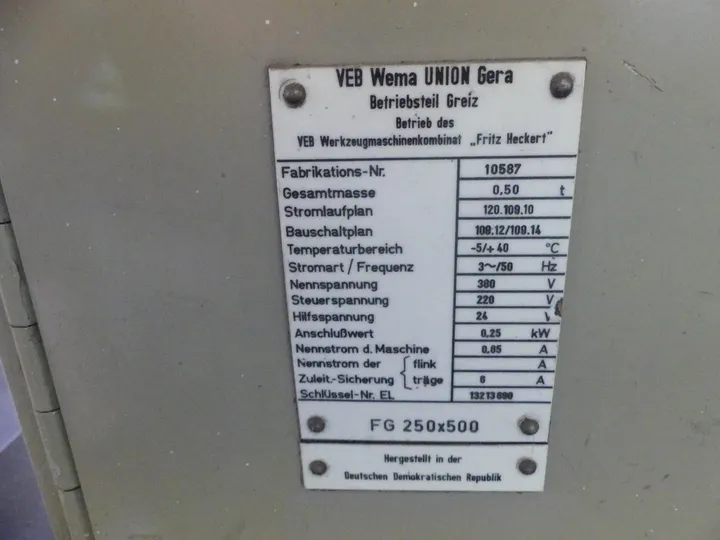 VEB Wema UNION Gera
Betriebsteil Greiz
Betrieb des
VEB Werkzeugmaschinenkombinat „Fritz Heckert"
Fabrikations-Nr. 10587
Gesamtmasse 0,50 t
Stromlaufplan 120.109.10
Bauschaltplan 109.12/109.14
Temperaturbereich -5/+40 °C
Stromart / Frequenz 3~/50 Hz
Nennspannung 380 V
Steuerspannung 220 V
Hilfsspannung 24 V
Anschlußwert 0,25 kW
Nennstrom d. Maschine 0,85 A
Nennstrom der flink A
Zuleit.-Sicherung träge 6 A
Schlüssel-Nr. EL 13213690
FG 250x500
Hergestellt in der
Deutschen Demokratischen Republik